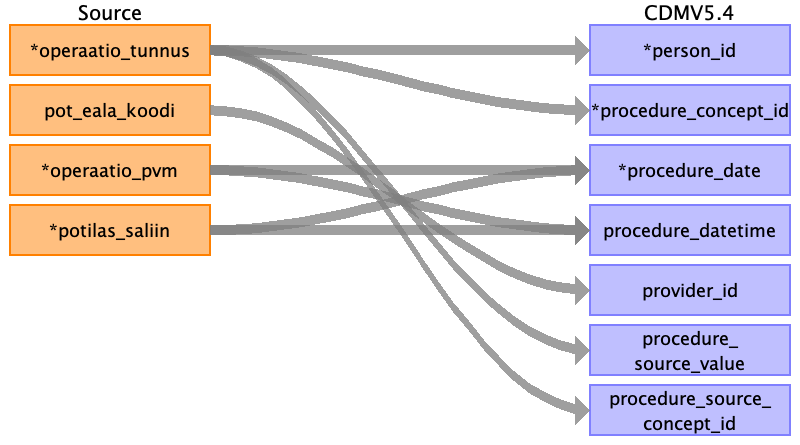 Source
CDMV5.4
*operaatio_tunnus
*person_id
pot_eala_koodi
*procedure_concept_id
*operaatio_pvm
*procedure_date
*potilas_saliin
procedure_datetime
provider_id
procedure_
source_value
procedure_source_
concept_id